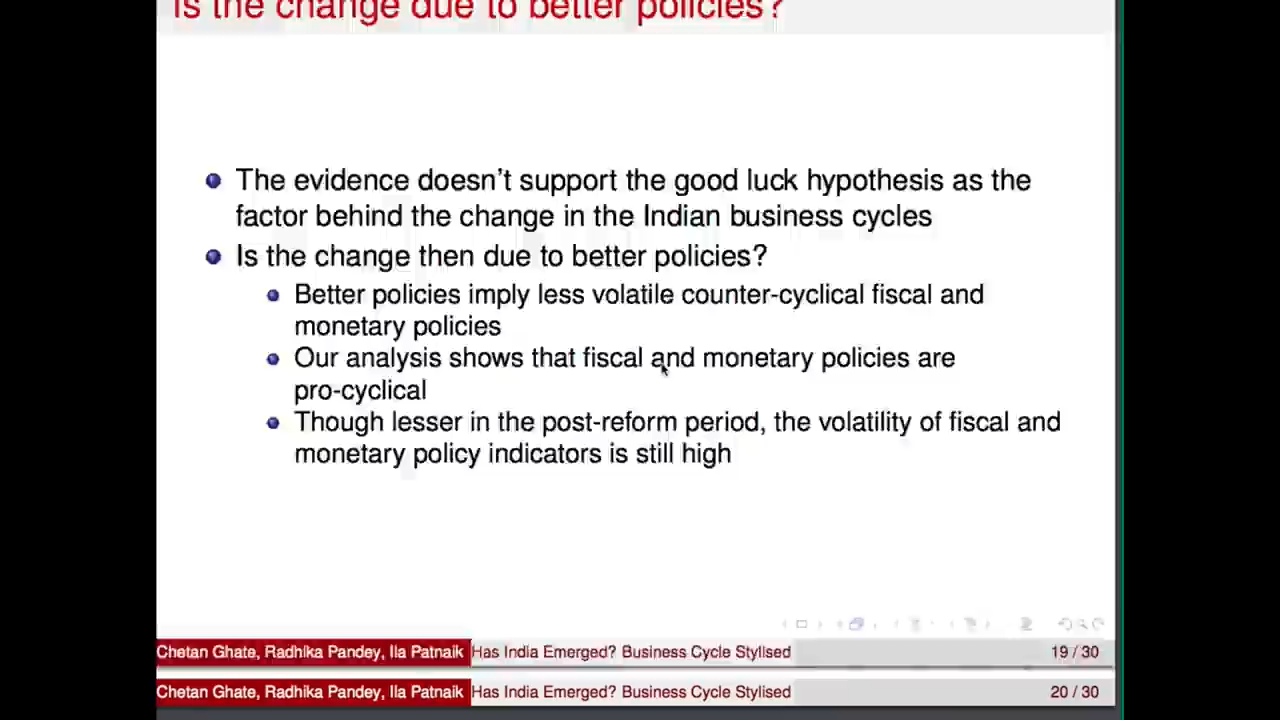 Is the change due to better policies?
The evidence doesn't support the good luck hypothesis as the
factor behind the change in the Indian business cycles
Is the change then due to better policies?
Better policies imply less volatile counter-cyclical fiscal and
monetary policies
Our analysis shows that fiscal and monetary policies are
pro-cyclical
Though lesser in the post-reform period, the volatility of fiscal and
monetary policy indicators is still high
Chetan Ghate, Radhika Pandey, Ila Patnaik Has India Emerged? Business Cycle Stylised 19 / 30
Chetan Ghate, Radhika Pandey, Ila Patnaik Has India Emerged? Business Cycle Stylised 20 / 30